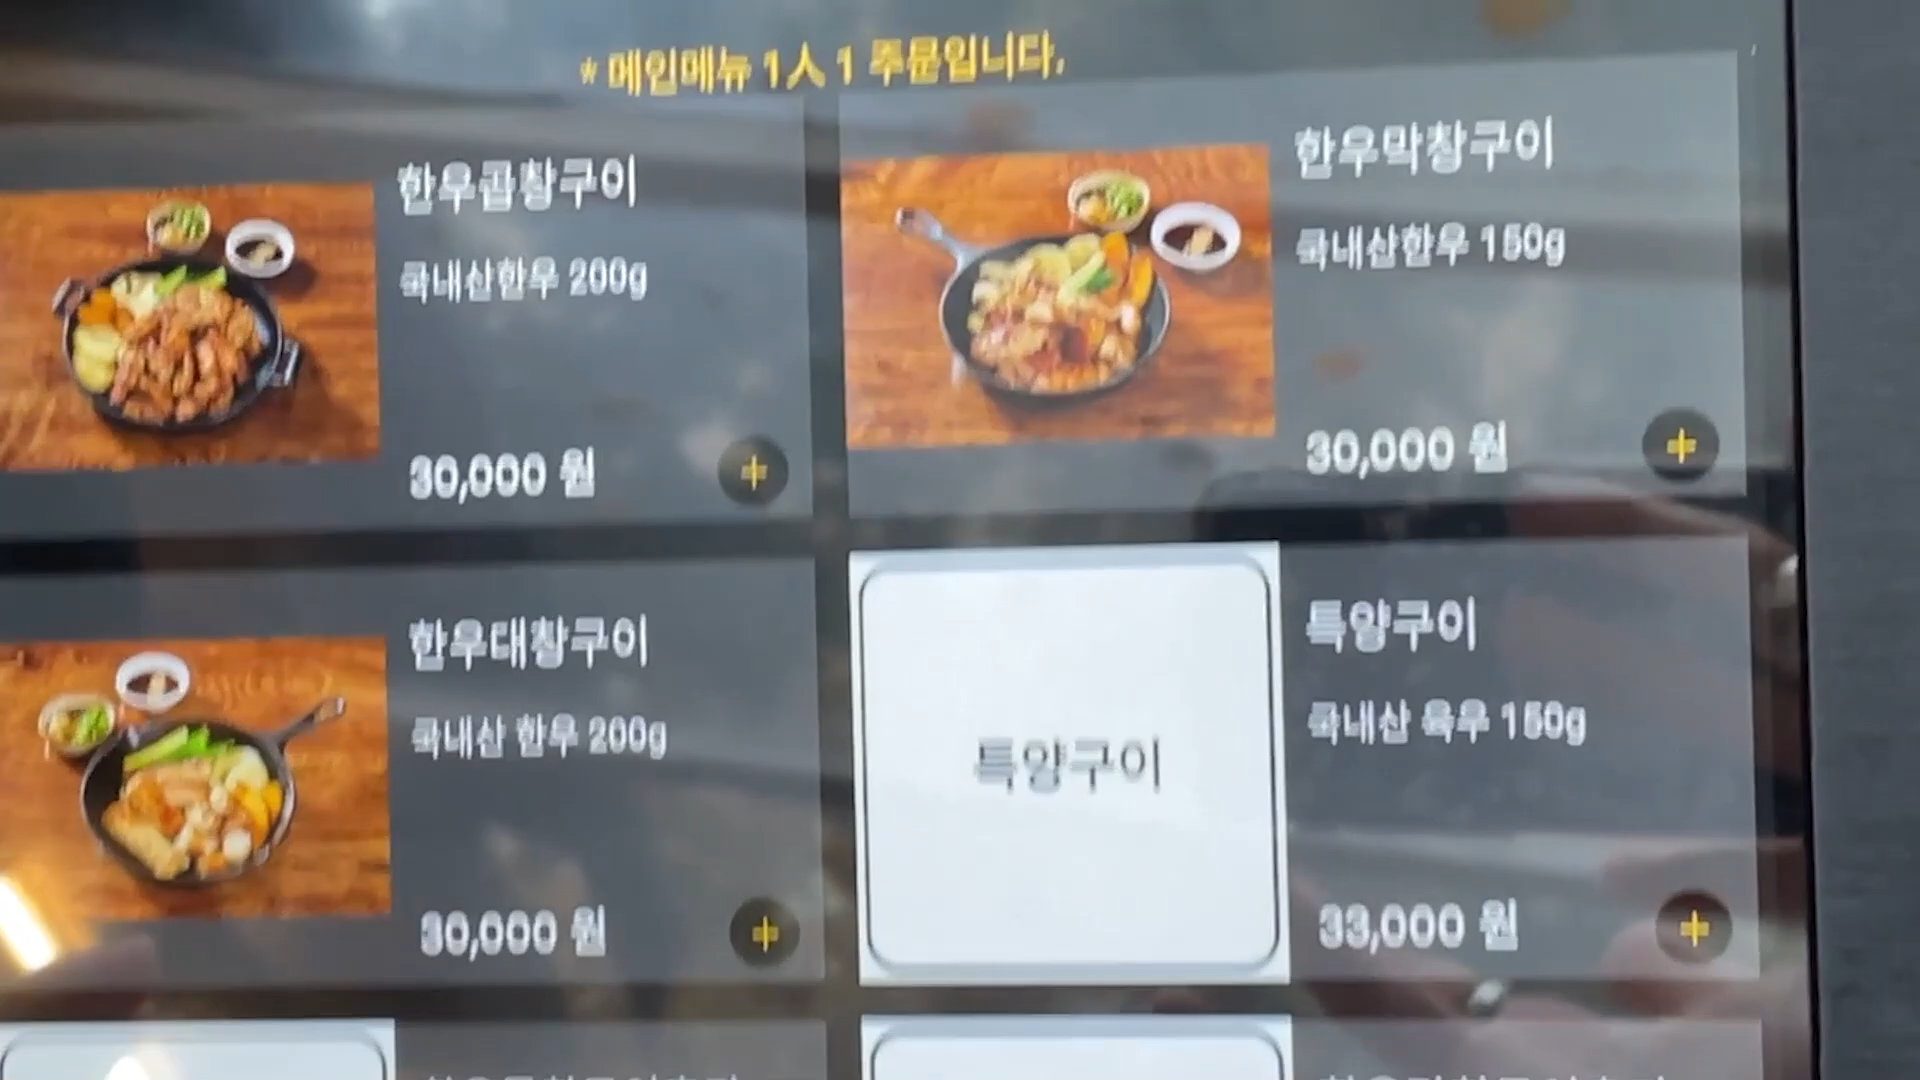 * 메인메뉴 1人 1 주문입니다.
한우곱창구이
국내산한우 200g
30,000 원
한우막창구이
국내산한우 150g
30,000 원
한우대창구이
국내산 한우 200g
30,000 원
특양구이
특양구이
국내산 육우 150g
33,000 원